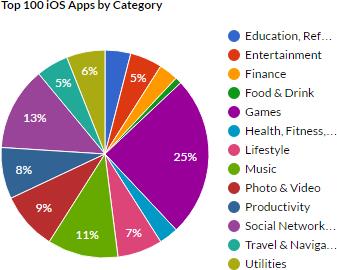 Top 100 iOS Apps by Category
6%
5%
5%
13%
25%
8%
9%
11%
7%
Education, Ref...
Entertainment
Finance
Food & Drink
Games
Health, Fitness,...
Lifestyle
Music
Photo & Video
Productivity
Social Network...
Travel & Naviga...
Utilities